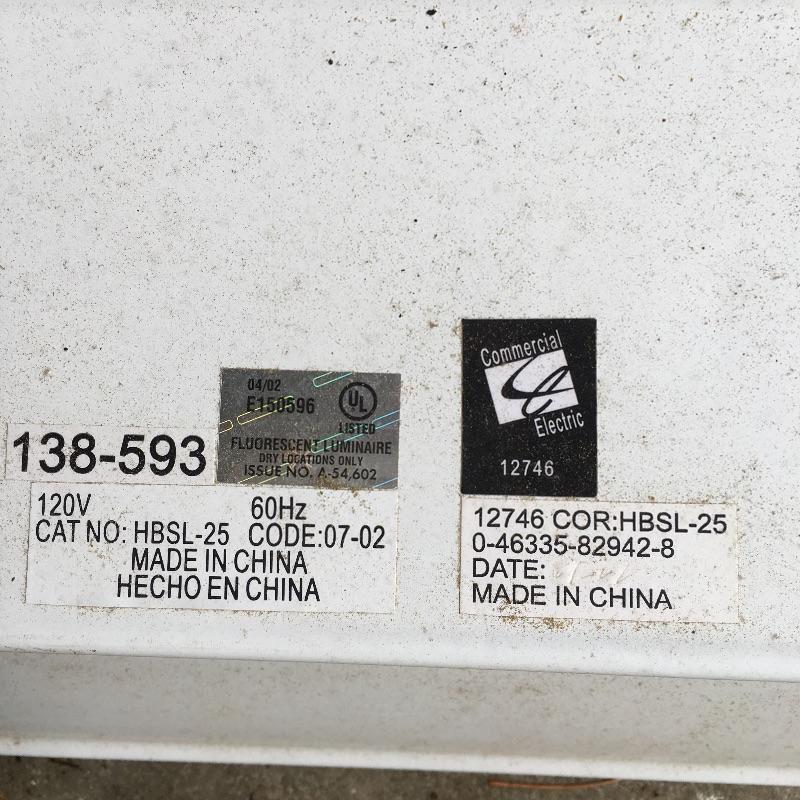 138-593
04/02
E150596
UL
LISTED
FLUORESCENT LUMINAIRE
DRY LOCATIONS ONLY
ISSUE NO. A-54,602
120V 60Hz
CAT NO: HBSL-25 CODE:07-02
MADE IN CHINA
HECHO EN CHINA
Commercial
Electric
12746
12746 COR:HBSL-25
0-46335-82942-8
DATE:
MADE IN CHINA